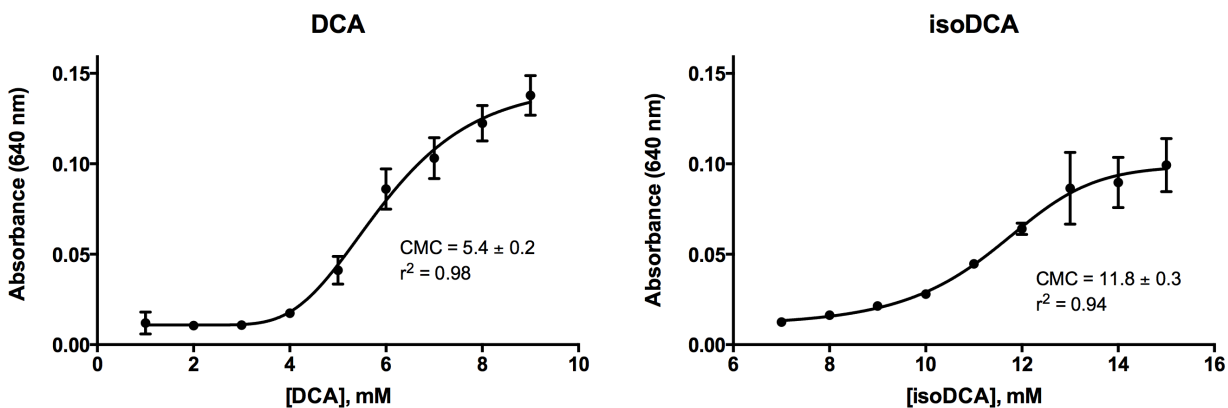 DCA
Absorbance (640 nm)
0.15
0.10
0.05
0.00
0 2 4 6 8 10
[DCA], mM
CMC = 5.4 ± 0.2
r² = 0.98
isoDCA
Absorbance (640 nm)
0.15
0.10
0.05
0.00
6 8 10 12 14 16
[isoDCA], mM
CMC = 11.8 ± 0.3
r² = 0.94